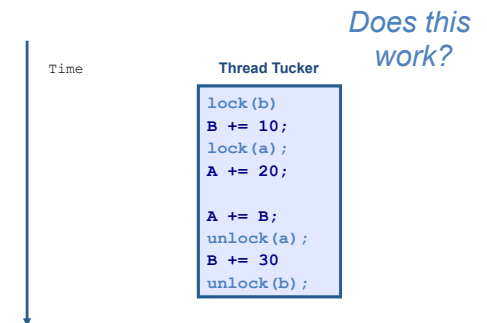 Does this
work?
Time
Thread Tucker
lock(b)
B += 10;
lock(a);
A += 20;
A += B;
unlock(a);
B += 30
unlock(b);